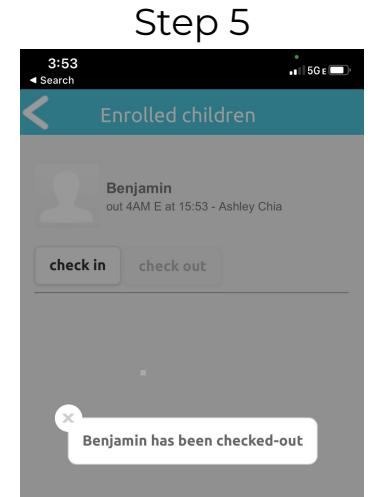 Step 5
3:53
5G E
◄ Search
Enrolled children
Benjamin
out 4AM E at 15:53 - Ashley Chia
check in
check out
Benjamin has been checked-out